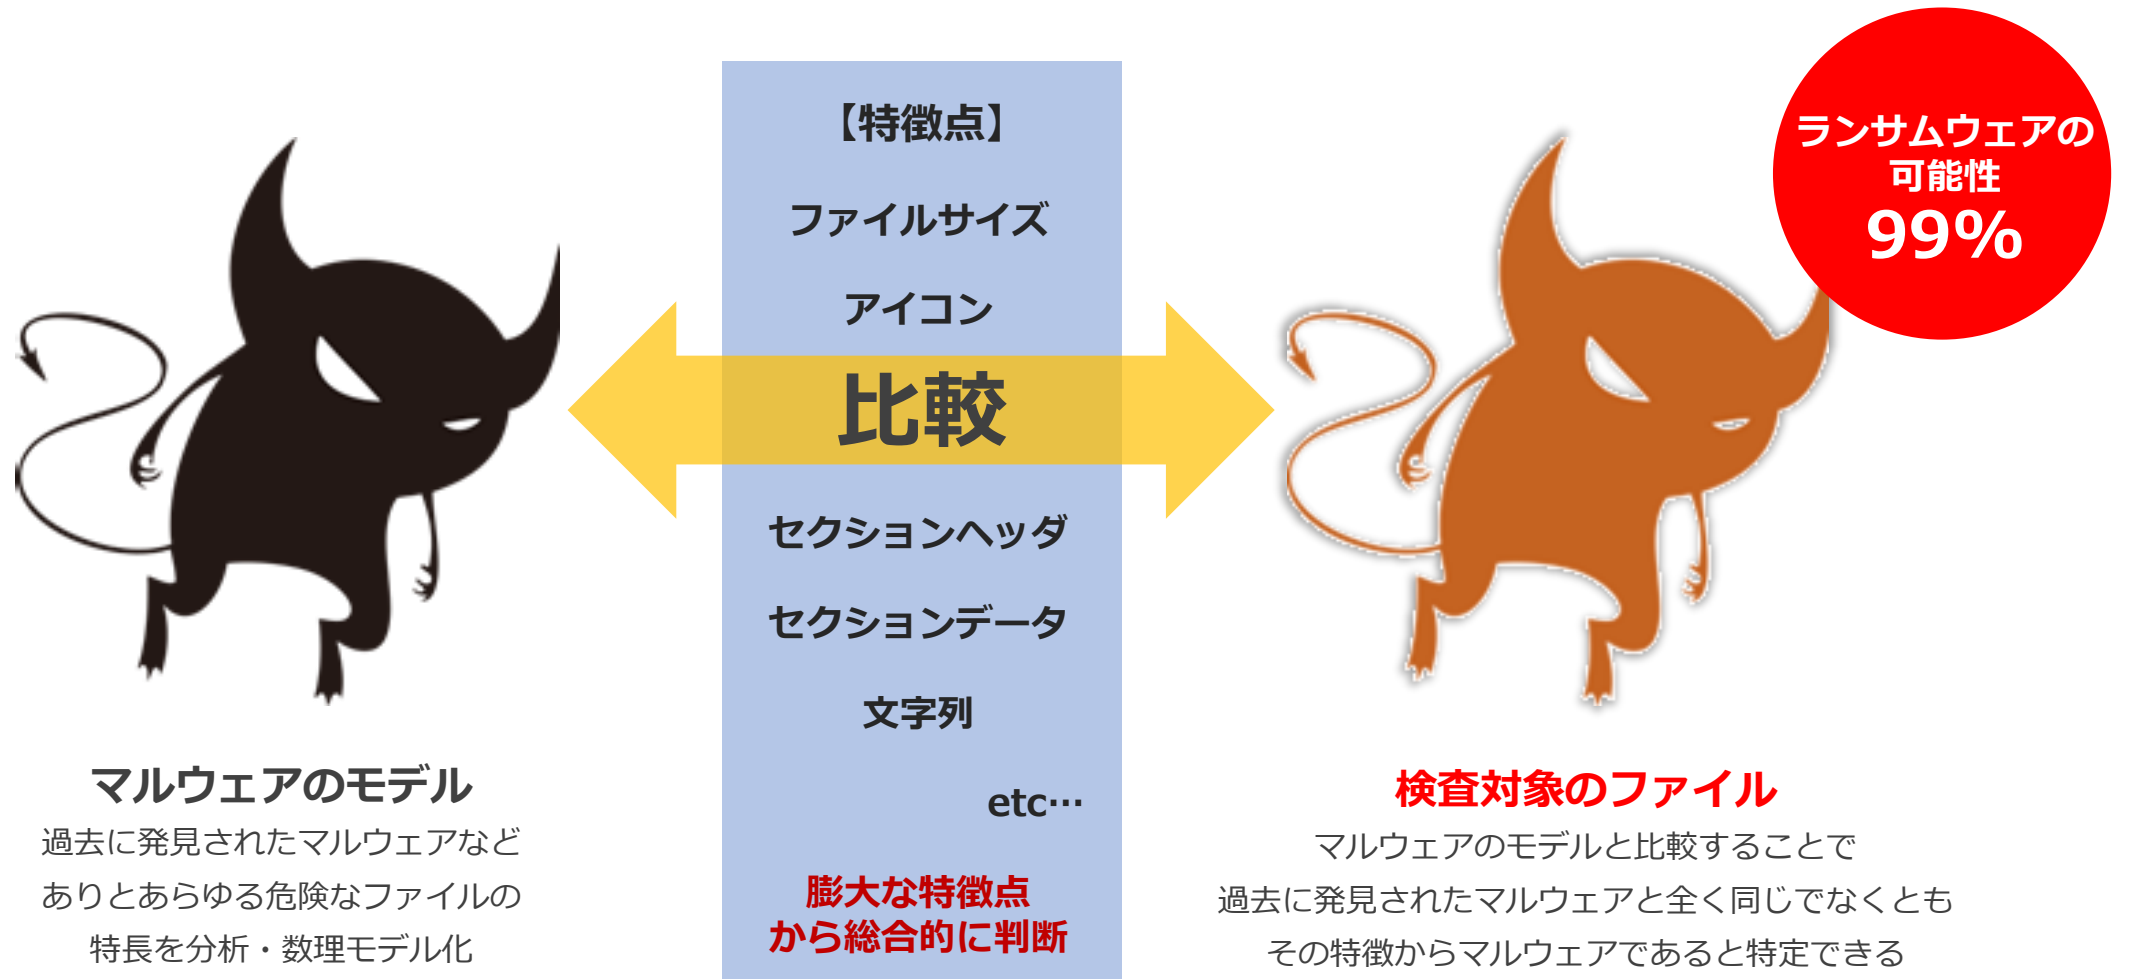 マルウェアのモデル
過去に発見されたマルウェアなど
ありとあらゆる危険なファイルの
特長を分析・数理モデル化
【特徴点】
ファイルサイズ
アイコン
比較
セクションヘッダ
セクションデータ
文字列
etc…
膨大な特徴点
から総合的に判断
ランサムウェアの
可能性
99%
検査対象のファイル
マルウェアのモデルと比較することで
過去に発見されたマルウェアと全く同じでなくとも
その特徴からマルウェアであると特定できる